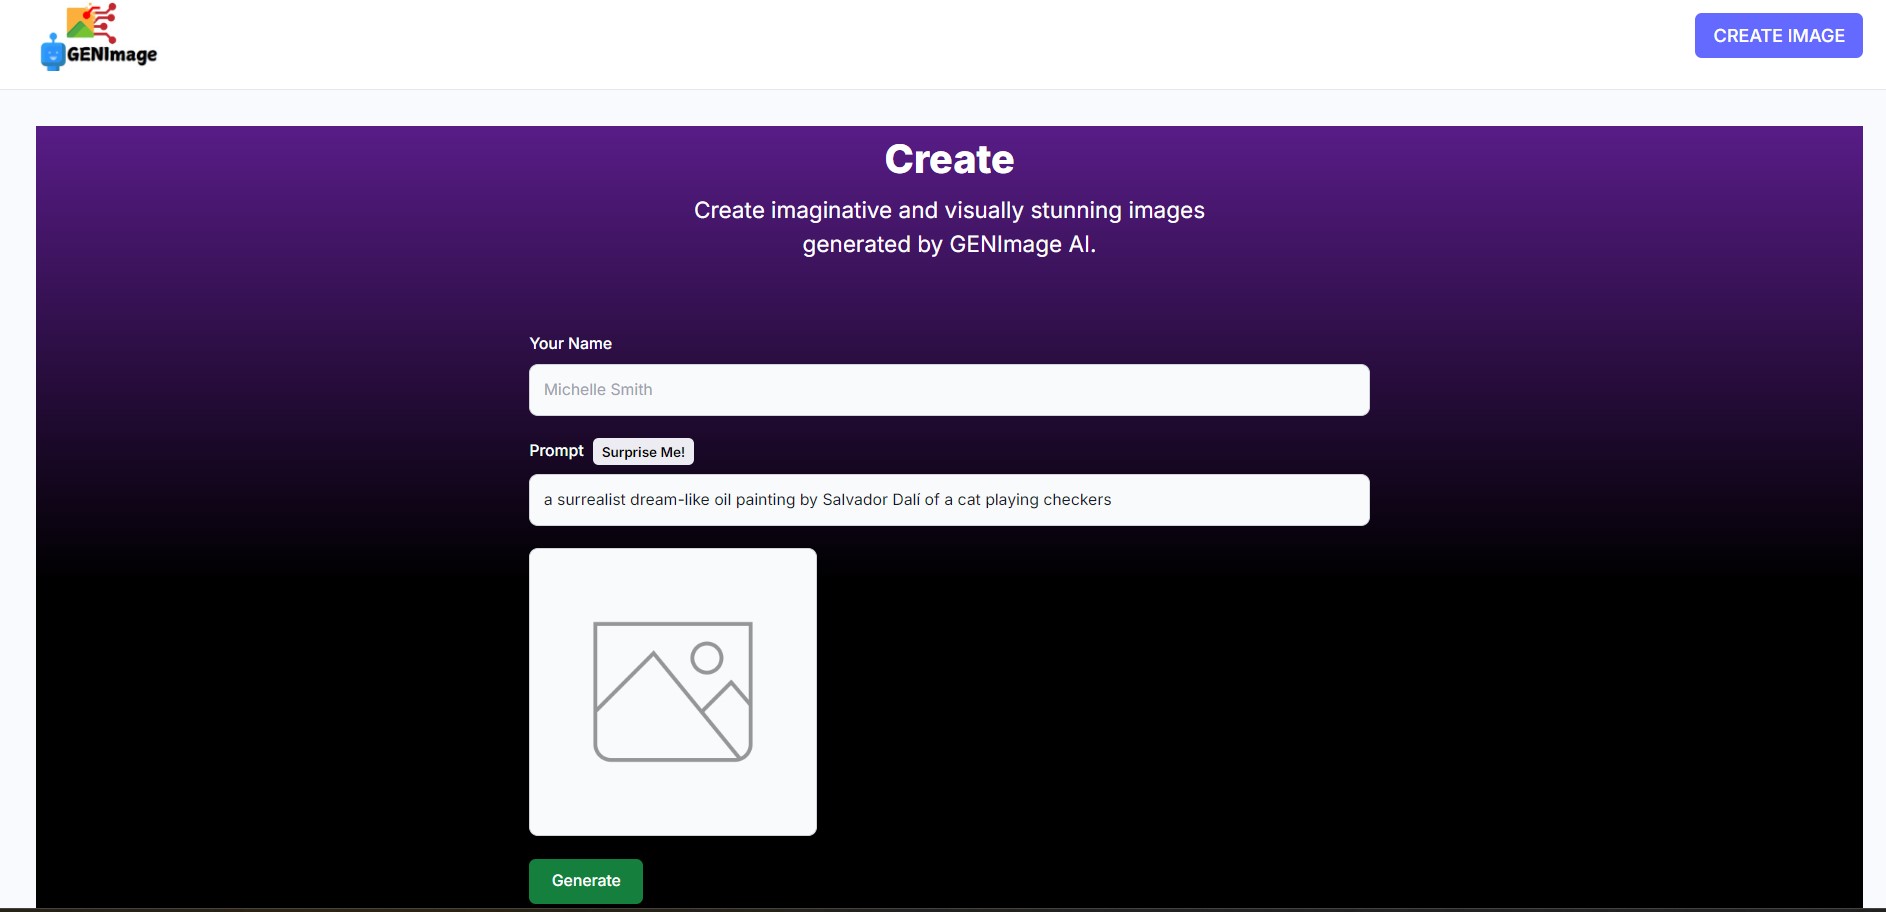 GENImage
CREATE IMAGE
Create
Create imaginative and visually stunning images
generated by GENImage AI.
Your Name
Michelle Smith
Prompt Surprise Me!
a surrealist dream-like oil painting by Salvador Dalí of a cat playing checkers
Generate